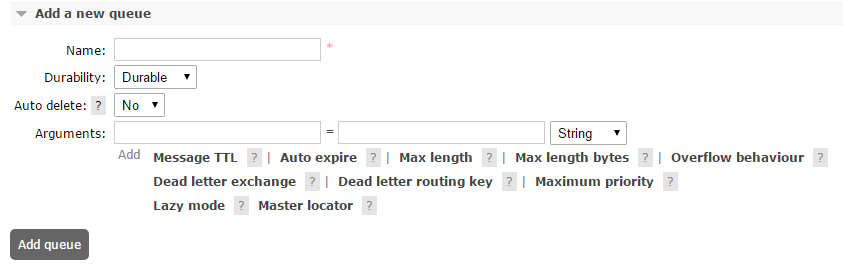 Add a new queue
Name: *
Durability: Durable
Auto delete: ? No
Arguments: = String
Add Message TTL ? | Auto expire ? | Max length ? | Max length bytes ? | Overflow behaviour ?
Dead letter exchange ? | Dead letter routing key ? | Maximum priority ?
Lazy mode ? Master locator ?
Add queue